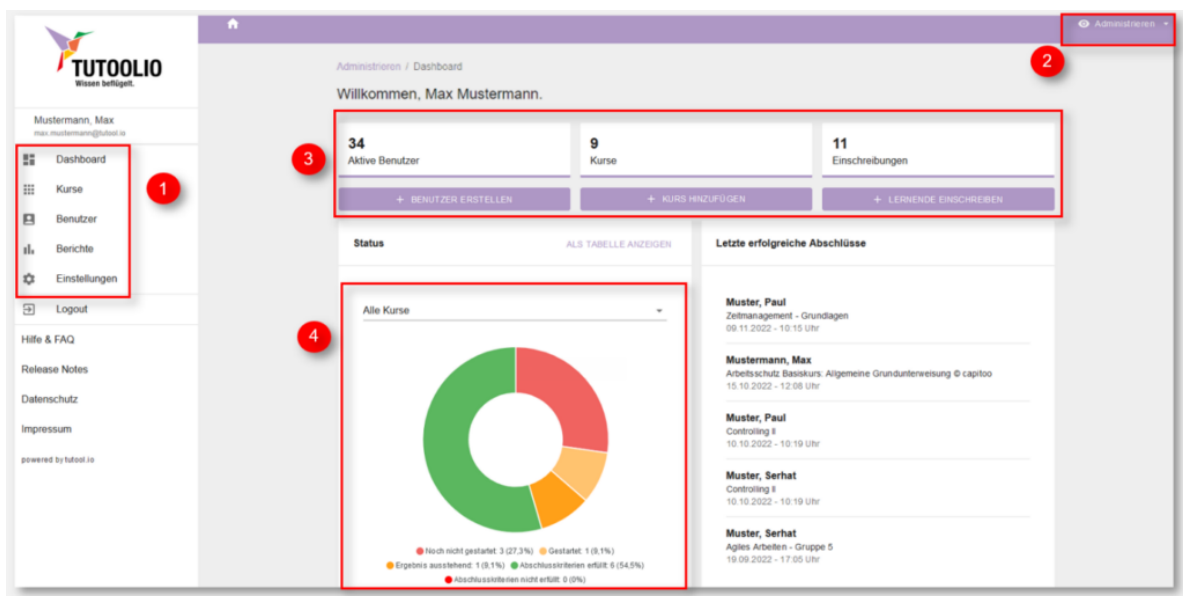 TUTOOLIO
Wissen beflügelt.
Mustermann, Max
max.mustermann@tutool.io
Dashboard
Kurse
Benutzer
Berichte
Einstellungen
1
Logout
Hilfe & FAQ
Release Notes
Datenschutz
Impressum
powered by tutool.io
Administrieren
2
Administrieren / Dashboard
Willkommen, Max Mustermann.
3
34
Aktive Benutzer
9
Kurse
11
Einschreibungen
+ BENUTZER ERSTELLEN
+ KURS HINZUFÜGEN
+ LERNENDE EINSCHREIBEN
Status
ALS TABELLE ANZEIGEN
4
Alle Kurse
Noch nicht gestartet: 3 (27,3%) Gestartet: 1 (9,1%)
Ergebnis ausstehend: 1 (9,1%) Abschlusskriterien erfüllt: 6 (54,5%)
Abschlusskriterien nicht erfüllt: 0 (0%)
Letzte erfolgreiche Abschlüsse
Muster, Paul
Zeitmanagement - Grundlagen
09.11.2022 - 10:15 Uhr
Mustermann, Max
Arbeitsschutz Basiskurs: Allgemeine Grundunterweisung © capitoo
15.10.2022 - 12:08 Uhr
Muster, Paul
Controlling II
10.10.2022 - 10:19 Uhr
Muster, Serhat
Controlling II
10.10.2022 - 10:19 Uhr
Muster, Serhat
Agiles Arbeiten - Gruppe 5
19.09.2022 - 17:05 Uhr